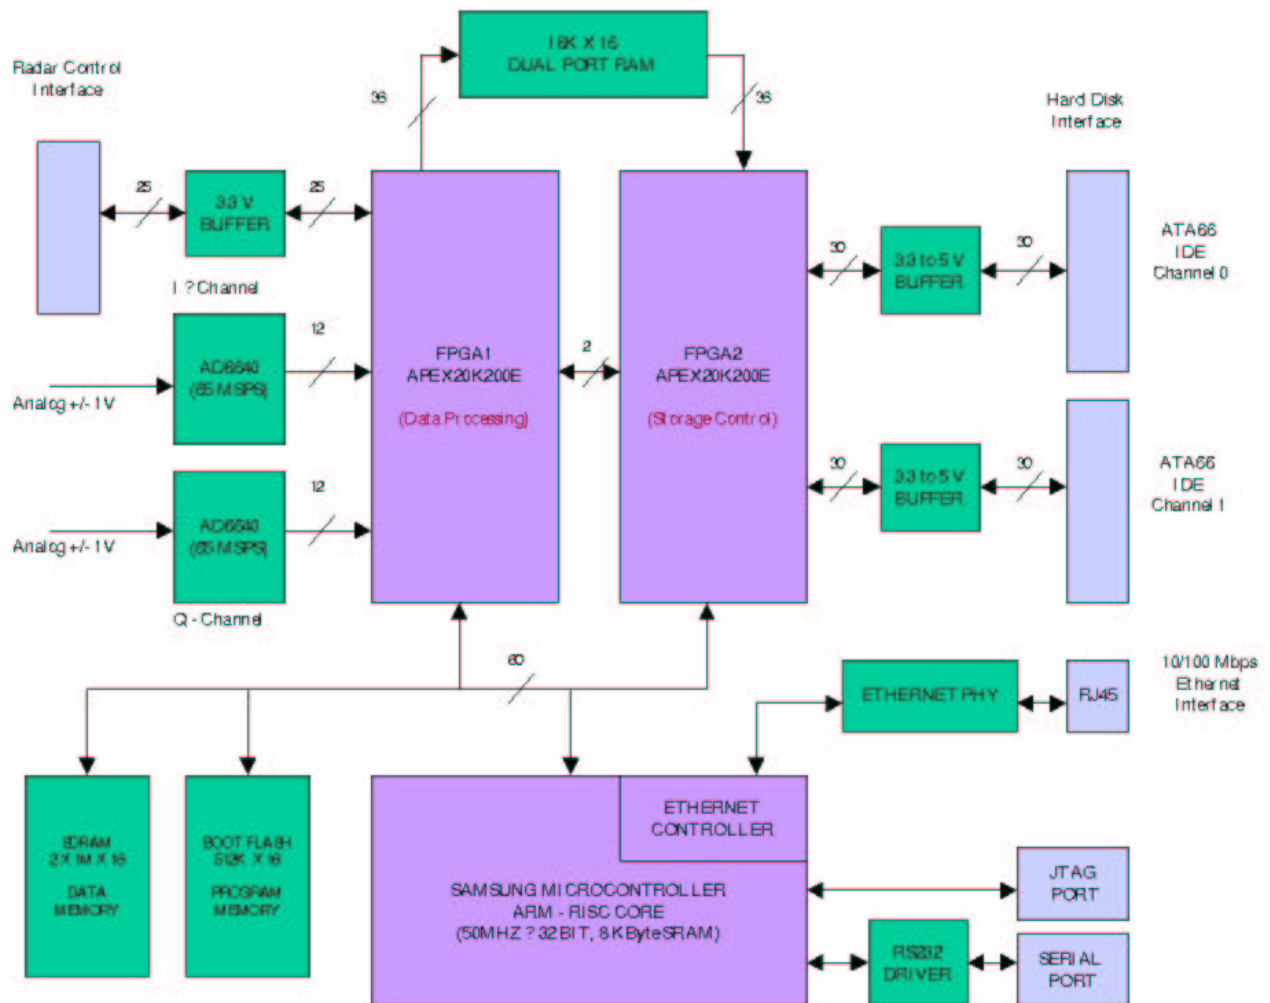 16K X 16
DUAL PORT RAM
Radar Control
Interface
36
36
Hard Disk
Interface
25
3.3 V
BUFFER
25
30
3.3 to 5 V
BUFFER
30
ATA66
IDE
Channel 0
I ? Channel
12
AD6640
(65 MSPS)
Analog +/- 1V
FPGA1
APEX20K200E
(Data Processing)
2
FPGA2
APEX20K200E
(Storage Control)
12
AD6640
(65 MSPS)
Analog +/- 1V
Q - Channel
30
3.3 to 5 V
BUFFER
30
ATA66
IDE
Channel 1
60
ETHERNET PHY
RJ45
10/100 Mbps
Ethernet
Interface
SDRAM
2 X 1M X 16
DATA
MEMORY
BOOT FLASH
512K X 16
PROGRAM
MEMORY
ETHERNET
CONTROLLER
SAMSUNG MICROCONTROLLER
ARM - RISC CORE
(50MHZ ? 32 BIT, 8 KByte SRAM)
JTAG
PORT
RS232
DRIVER
SERIAL
PORT